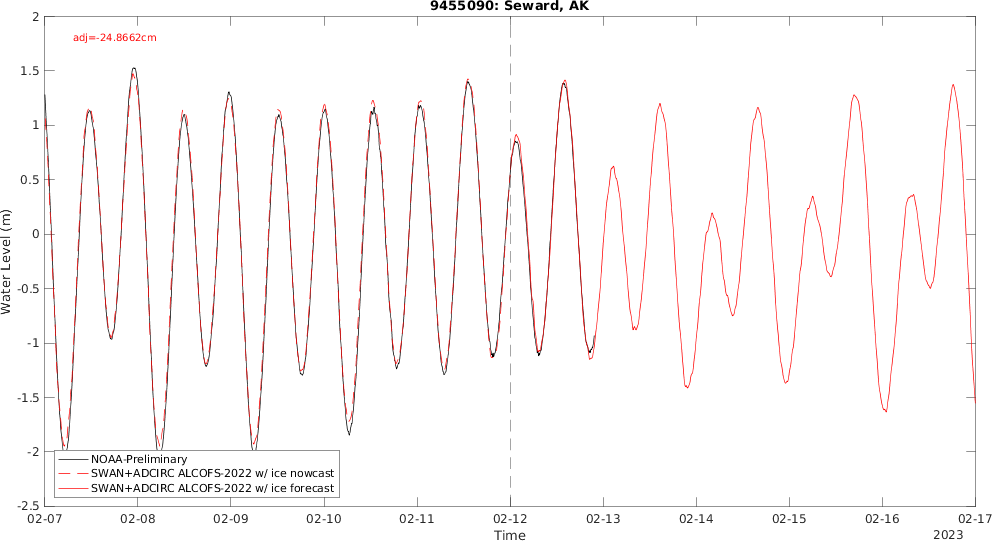 9455090: Seward, AK
adj=-24.8662cm
2
1.5
1
0.5
0
-0.5
-1
-1.5
-2
-2.5
Water Level (m)
NOAA-Preliminary
SWAN+ADCIRC ALCOFS-2022 w/ ice nowcast
SWAN+ADCIRC ALCOFS-2022 w/ ice forecast
02-07 02-08 02-09 02-10 02-11 02-12 02-13 02-14 02-15 02-16 02-17
Time
2023